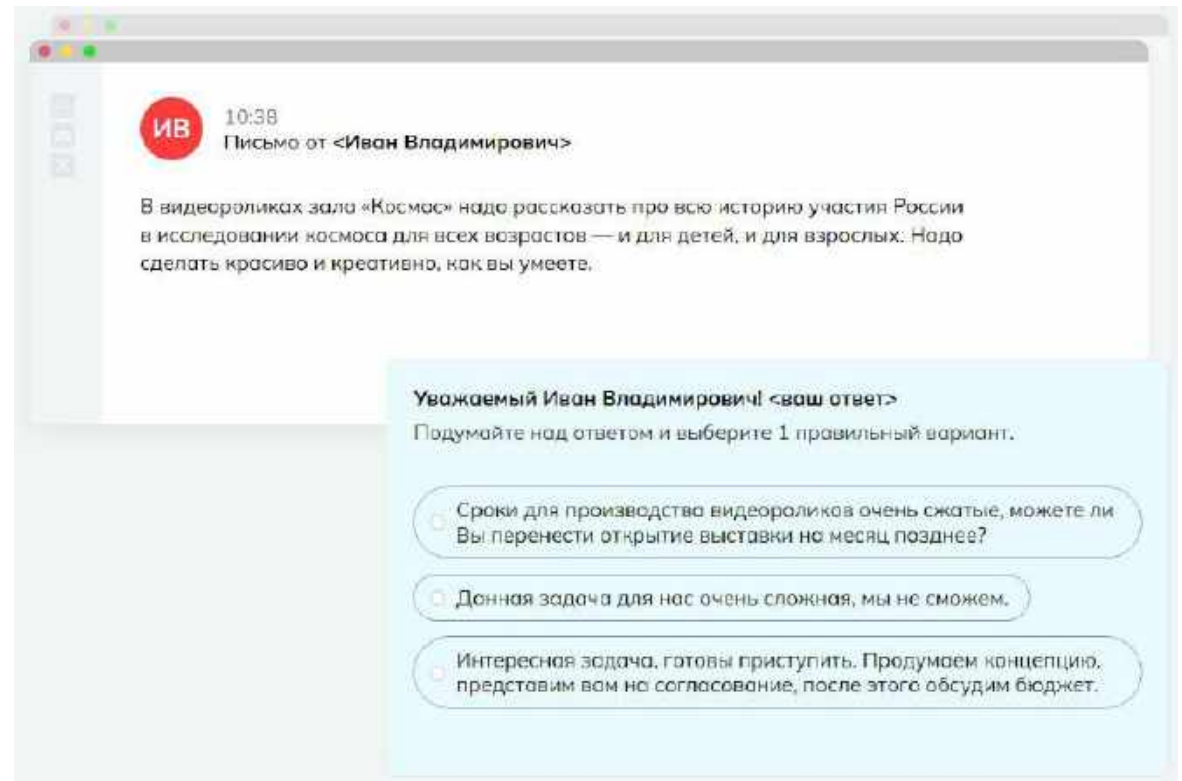 ИВ
10:38
Письмо от <Иван Владимирович>
В видеороликах зала «Космос» надо рассказать про всю историю участия России
в исследовании космоса для всех возрастов — и для детей, и для взрослых. Надо
сделать красиво и креативно, как вы умеете.
Уважаемый Иван Владимирович! <ваш ответ>
Подумайте над ответом и выберите 1 правильный вариант.
Сроки для производства видеороликов очень сжатые, можете ли
Вы перенести открытие выставки на месяц позднее?
Данная задача для нас очень сложная, мы не сможем.
Интересная задача, готовы приступить. Продумаем концепцию,
представим вам на согласование, после этого обсудим бюджет.